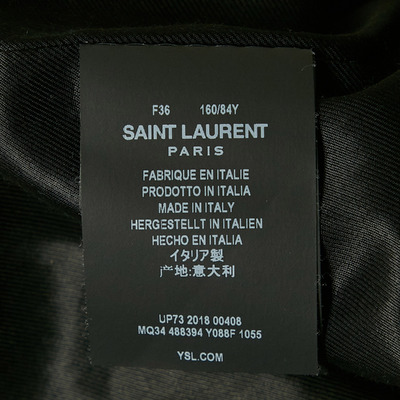 F36 160/84Y
SAINT LAURENT
PARIS
FABRIQUE EN ITALIE
PRODOTTO IN ITALIA
MADE IN ITALY
HERGESTELLT IN ITALIEN
HECHO EN ITALIA
イタリア製
产地:意大利
UP73 2018 00408
MQ34 488394 Y088F 1055
YSL.COM